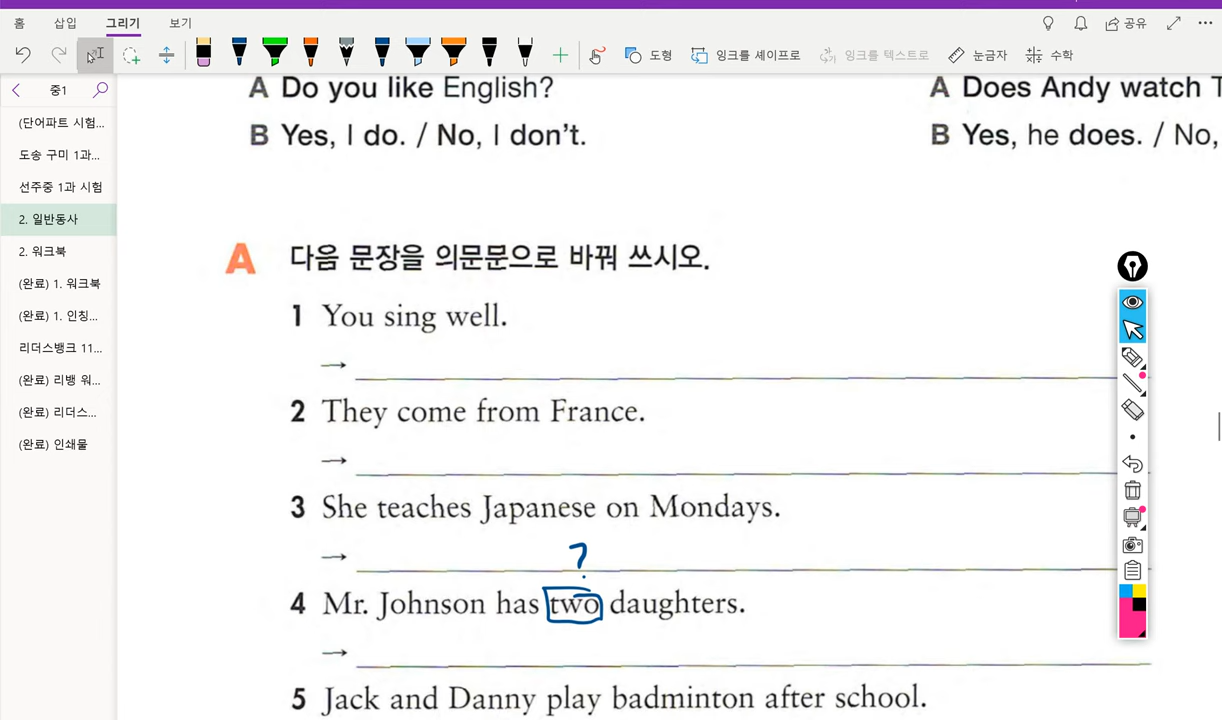 홈 삽입 그리기 보기 공유
도형 잉크를 셰이프로 잉크를 텍스트로 눈금자 수학
중1
(단어파트 시험...
도송 구미 1과...
선주중 1과 시험
2. 일반동사
2. 워크북
(완료) 1. 워크북
(완료) 1. 인칭...
리더스뱅크 11...
(완료) 리뱅 워...
(완료) 리더스...
(완료) 인쇄물
A Do you like English?
B Yes, I do. / No, I don't.
A Does Andy watch T
B Yes, he does. / No,
A 다음 문장을 의문문으로 바꿔 쓰시오.
1 You sing well.
→
2 They come from France.
→
3 She teaches Japanese on Mondays.
→ ?
4 Mr. Johnson has two daughters.
→
5 Jack and Danny play badminton after school.